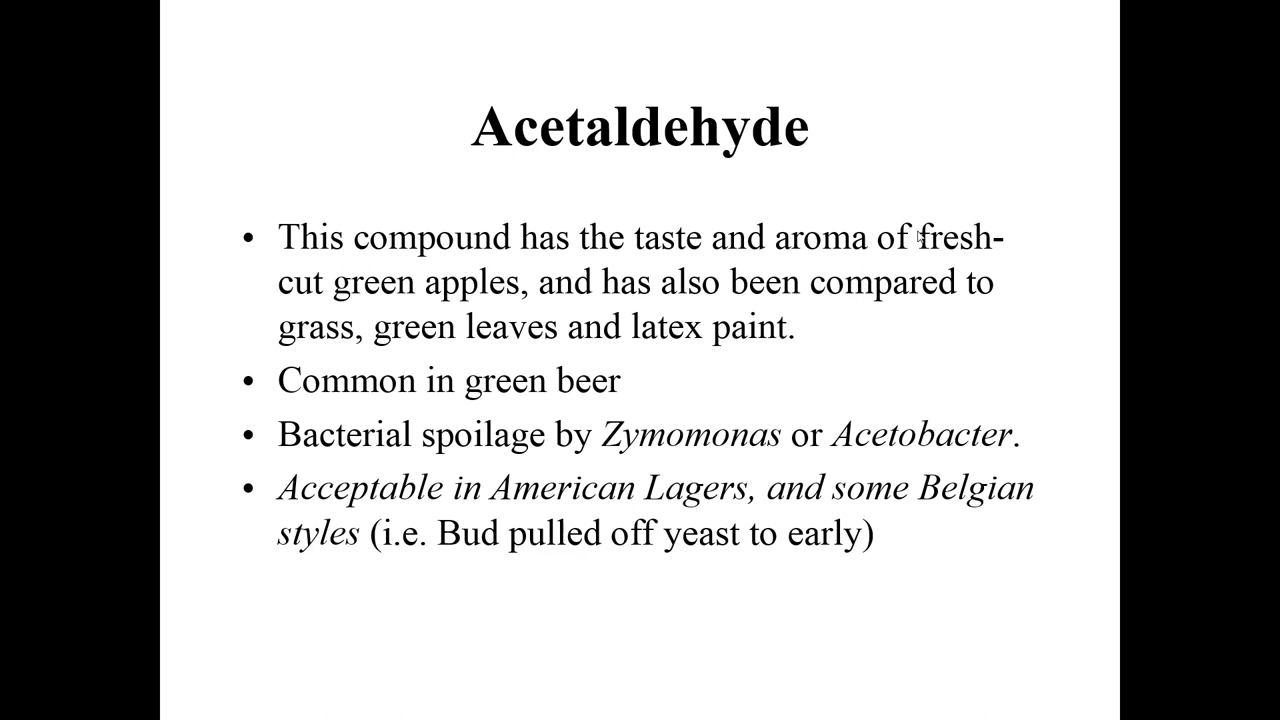 Acetaldehyde
• This compound has the taste and aroma of fresh-
cut green apples, and has also been compared to
grass, green leaves and latex paint.
• Common in green beer
• Bacterial spoilage by Zymomonas or Acetobacter.
• Acceptable in American Lagers, and some Belgian
styles (i.e. Bud pulled off yeast to early)